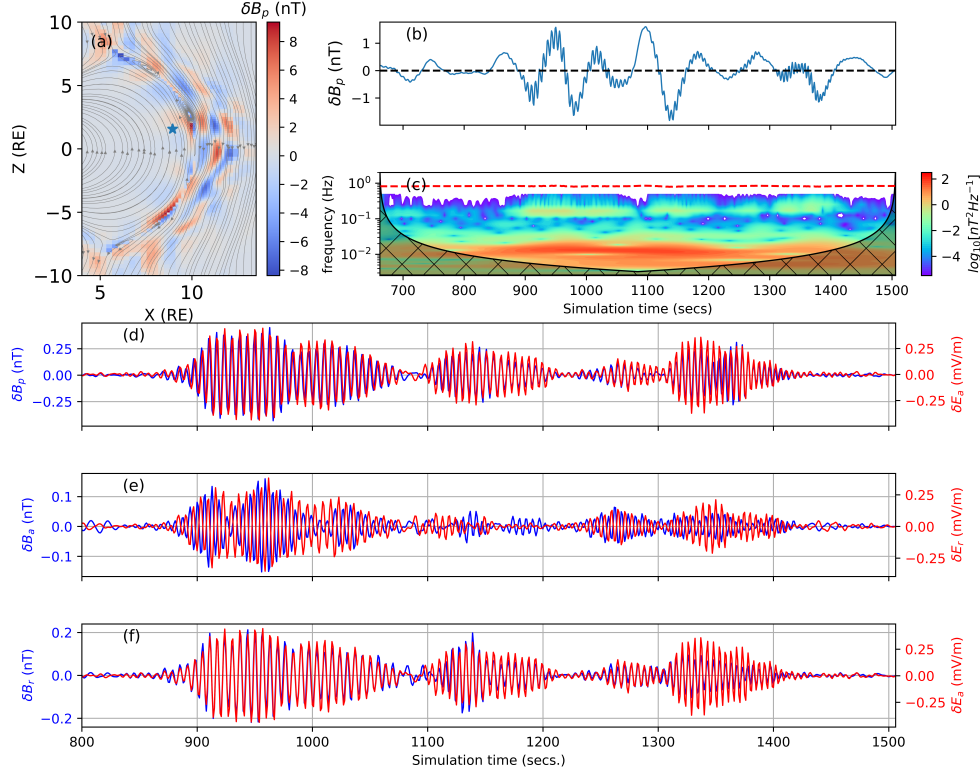 δB_p (nT)
(a)
Z (RE)
10
5
0
−5
−10
5
10
X (RE)
8
6
4
2
0
−2
−4
−6
−8
(b)
δB_p (nT)
1
0
−1
(c)
frequency (Hz)
10⁰
10⁻¹
10⁻²
700 800 900 1000 1100 1200 1300 1400 1500
Simulation time (secs)
2
0
−2
−4
log₁₀[nT²Hz⁻¹]
(d)
δB_p (nT)
0.25
0.00
−0.25
0.25
0.00
−0.25
δE_a (mV/m)
(e)
δB_a (nT)
0.1
0.0
−0.1
0.25
0.00
−0.25
δE_r (mV/m)
(f)
δB_r (nT)
0.2
0.0
−0.2
0.25
0.00
−0.25
δE_a (mV/m)
800 900 1000 1100 1200 1300 1400 1500
Simulation time (secs.)